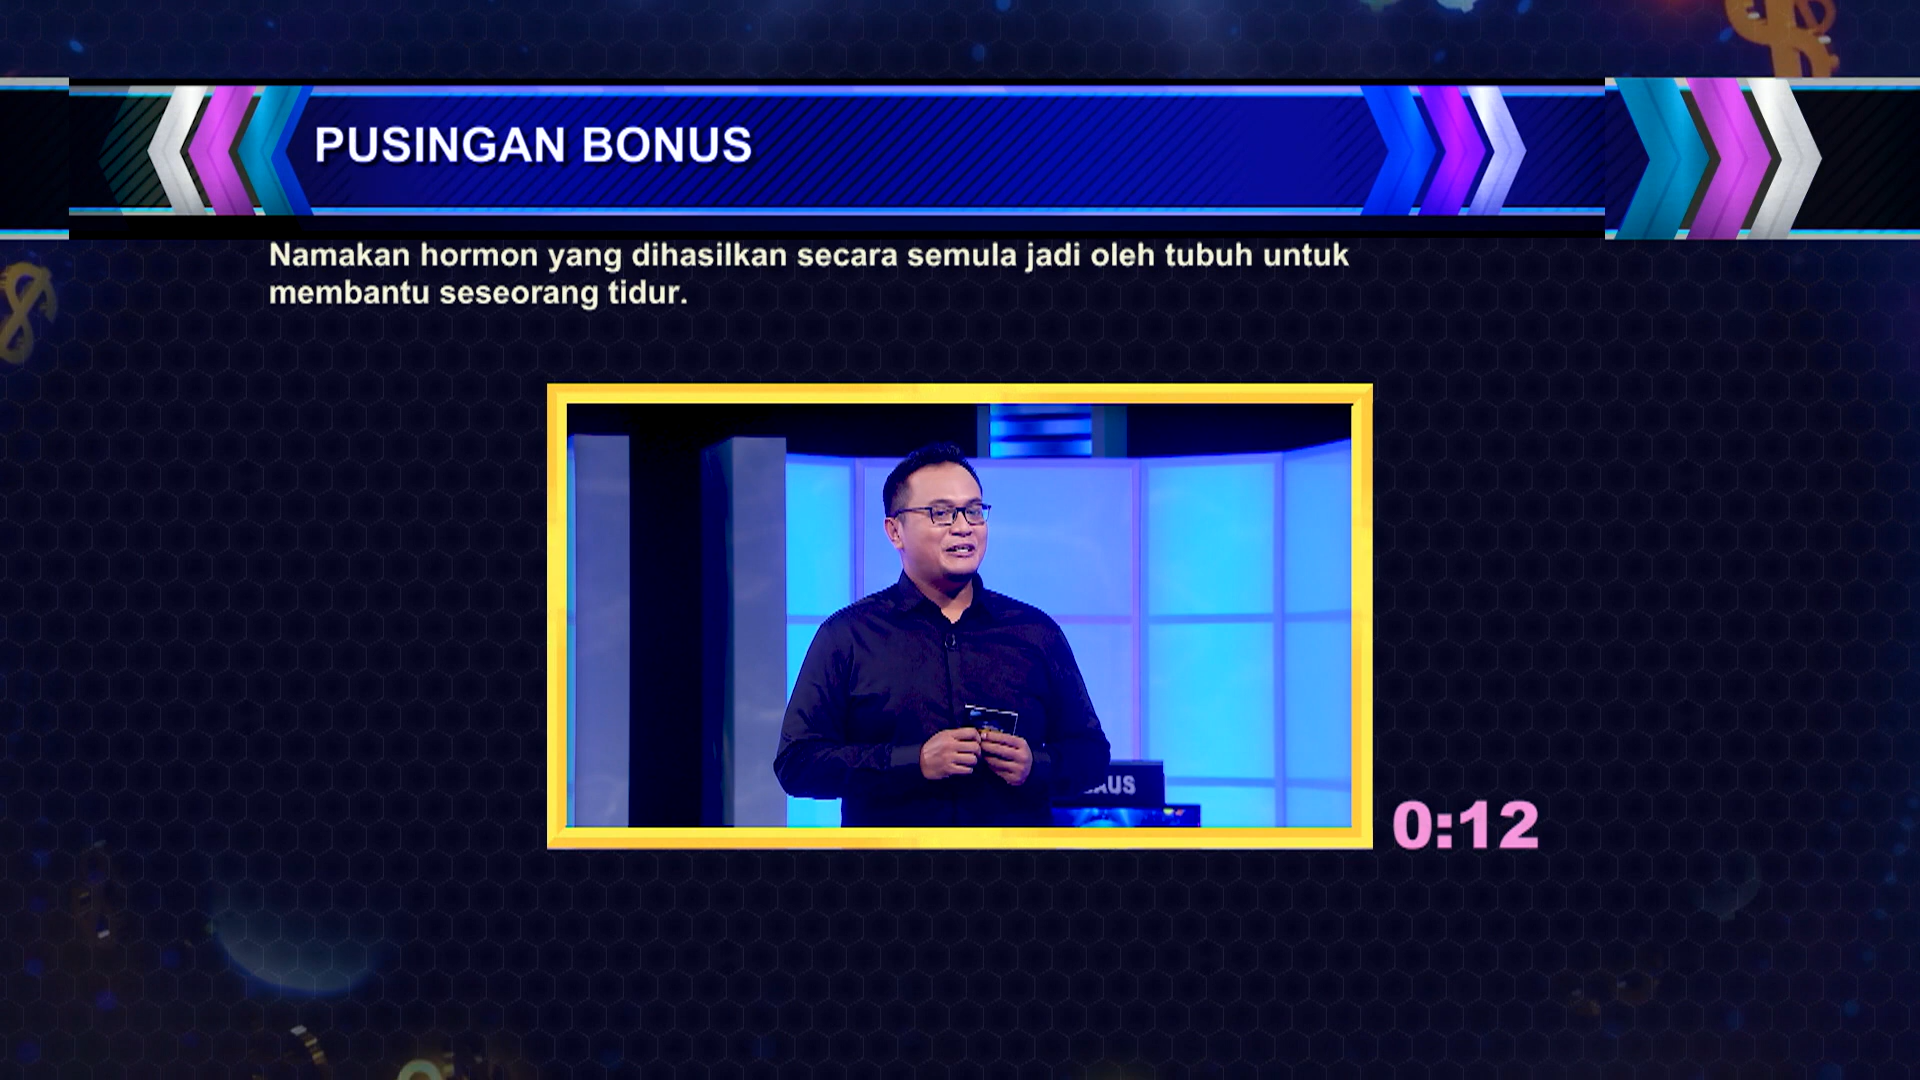 PUSINGAN BONUS
Namakan hormon yang dihasilkan secara semula jadi oleh tubuh untuk
membantu seseorang tidur.
0:12